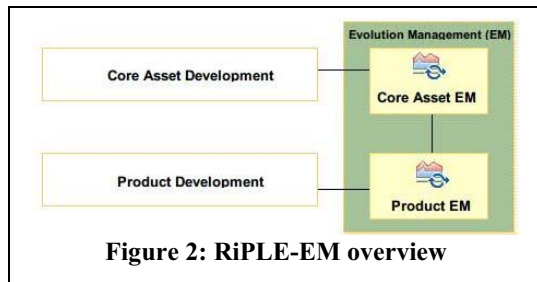 Evolution Management (EM)
Core Asset Development
Core Asset EM
Product Development
Product EM
Figure 2: RiPLE-EM overview